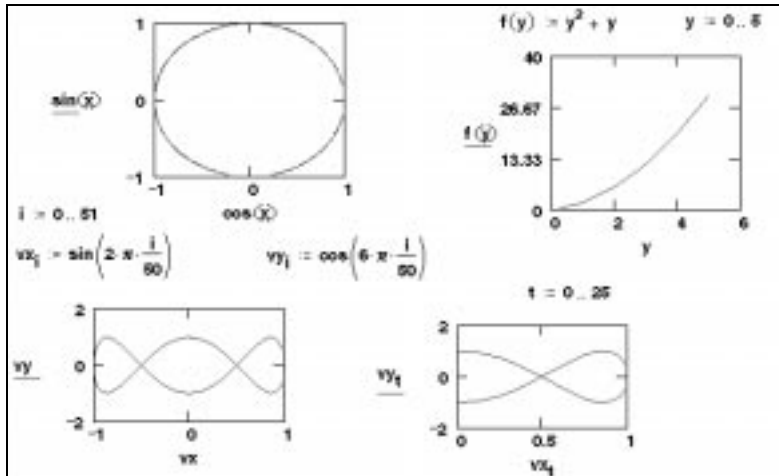 f(y) := y² + y
y := 0 .. 5
1
sin(x)
0
-1
-1
0
1
cos(x)
40
26.67
f(y)
13.33
0
0
2
4
6
y
i := 0 .. 51
vxᵢ := sin(2·π·i/50)
vyᵢ := cos(6·π·i/50)
t := 0 .. 25
2
vy
0
-2
-1
0
1
vx
2
vyₜ
0
-2
0
0.5
1
vxₜ